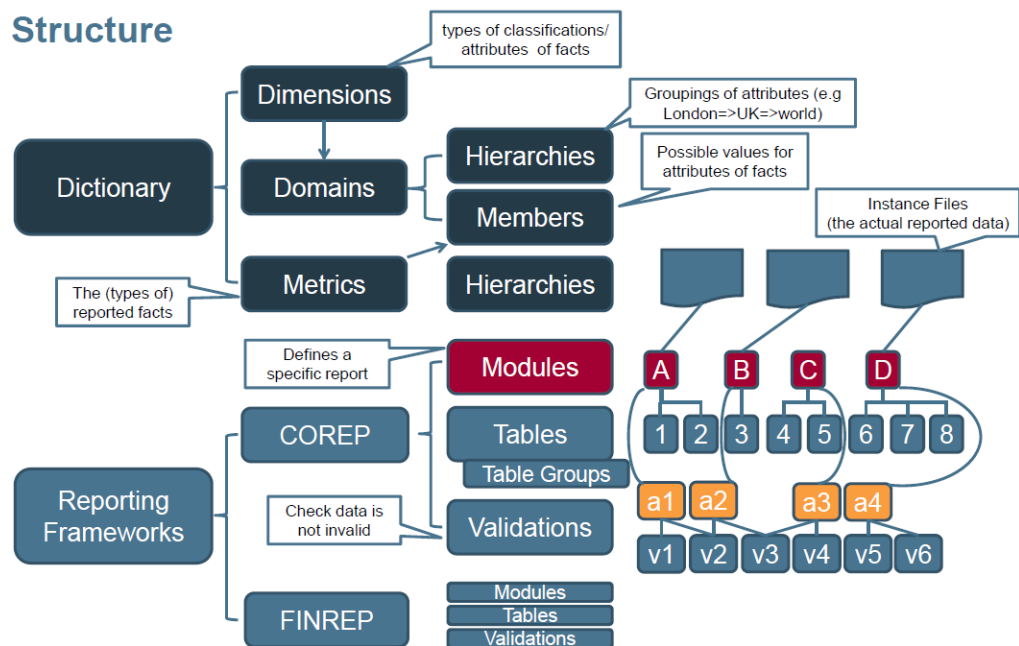 Structure
types of classifications/
attributes of facts
Dimensions
Groupings of attributes (e.g
London=>UK=>world)
Hierarchies
Possible values for
attributes of facts
Dictionary
Domains
Members
Instance Files
(the actual reported data)
Metrics
Hierarchies
The (types of)
reported facts
Defines a
specific report
Modules
A
B
C
D
1
2
3
4
5
6
7
8
COREP
Tables
Table Groups
Reporting
Frameworks
Check data is
not invalid
Validations
a1
a2
a3
a4
v1
v2
v3
v4
v5
v6
FINREP
Modules
Tables
Validations